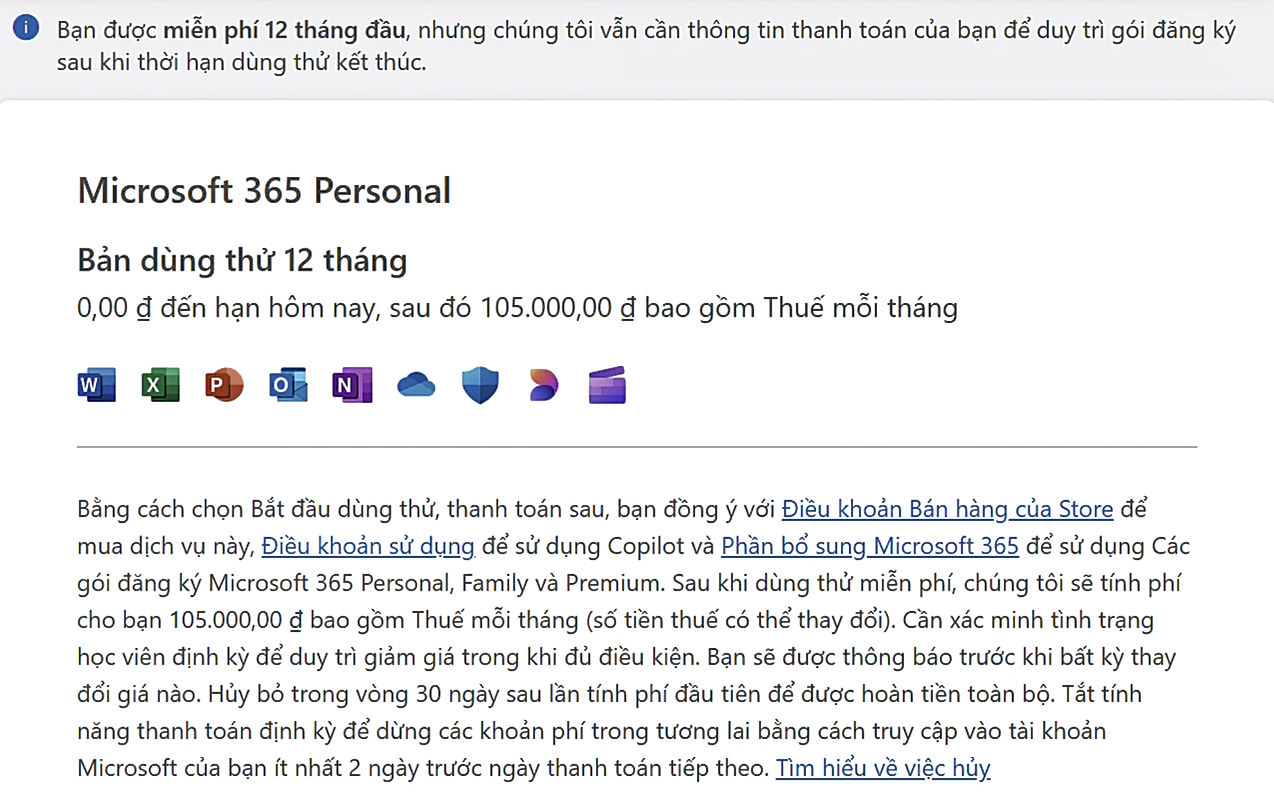 i
Bạn được miễn phí 12 tháng đầu, nhưng chúng tôi vẫn cần thông tin thanh toán của bạn để duy trì gói đăng ký
sau khi thời hạn dùng thử kết thúc.
Microsoft 365 Personal
Bản dùng thử 12 tháng
0,00 ₫ đến hạn hôm nay, sau đó 105.000,00 ₫ bao gồm Thuế mỗi tháng
W X P O N
Bằng cách chọn Bắt đầu dùng thử, thanh toán sau, bạn đồng ý với Điều khoản Bán hàng của Store để
mua dịch vụ này, Điều khoản sử dụng để sử dụng Copilot và Phần bổ sung Microsoft 365 để sử dụng Các
gói đăng ký Microsoft 365 Personal, Family và Premium. Sau khi dùng thử miễn phí, chúng tôi sẽ tính phí
cho bạn 105.000,00 ₫ bao gồm Thuế mỗi tháng (số tiền thuế có thể thay đổi). Cần xác minh tình trạng
học viên định kỳ để duy trì giảm giá trong khi đủ điều kiện. Bạn sẽ được thông báo trước khi bất kỳ thay
đổi giá nào. Hủy bỏ trong vòng 30 ngày sau lần tính phí đầu tiên để được hoàn tiền toàn bộ. Tắt tính
năng thanh toán định kỳ để dừng các khoản phí trong tương lai bằng cách truy cập vào tài khoản
Microsoft của bạn ít nhất 2 ngày trước ngày thanh toán tiếp theo. Tìm hiểu về việc hủy